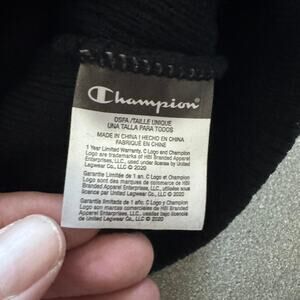 Champion
OSFA /TAILLE UNIQUE
UNA TALLA PARA TODOS
MADE IN CHINA / HECHO EN CHINA
FABRIQUÉ EN CHINE
1 Year Limited Warranty. C Logo and Champion
Logo are trademarks of HBI Branded Apparel
Enterprises, LLC, used under license by United
Legwear Co., LLC © 2020
Garantie Limitée de 1 an. C Logo et Champion
Logo sont des marques de commerce de HBI
Branded Apparel Enterprises, LLC, utilisées sous
Legwear Co., LLC © 2020
Garantía limitada de 1 año. C Logo y Champion
Logo son marcas comerciales de HBI Branded
Apparel Enterprises, LLC, usadas bajo licencia
de United Legwear Co., LLC © 2020